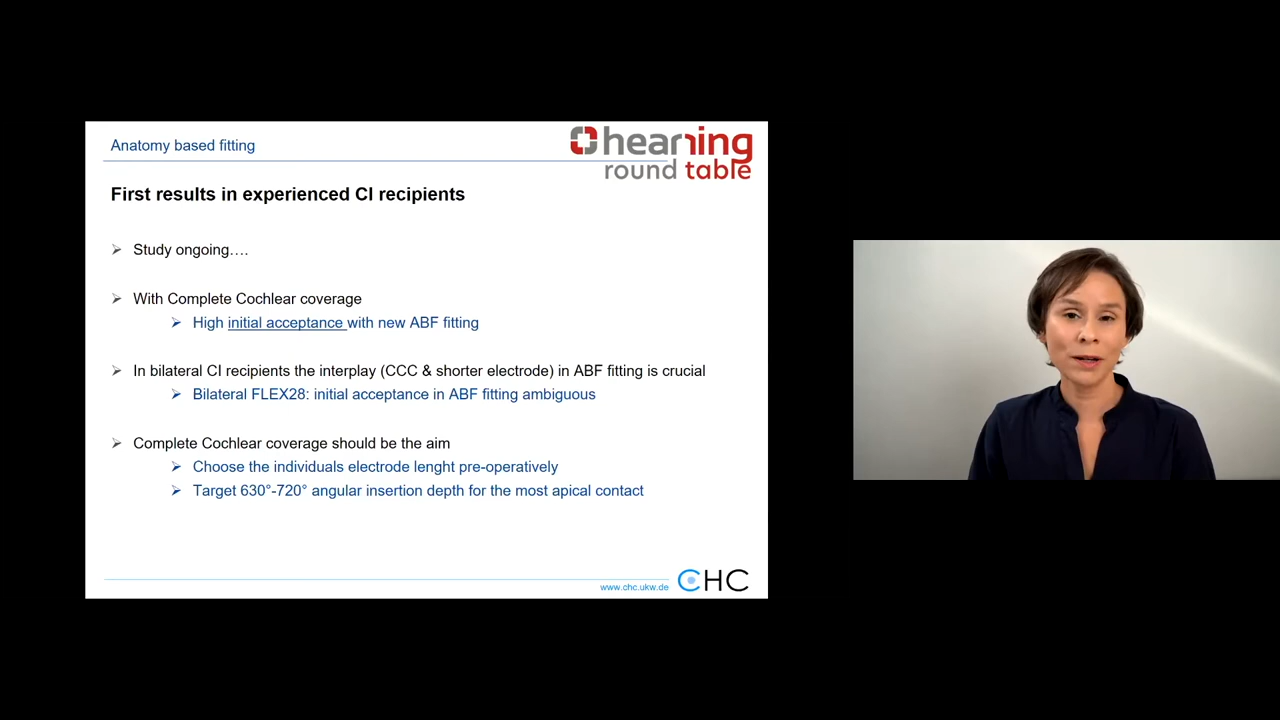 Anatomy based fitting
hearring
round table
First results in experienced CI recipients
Study ongoing….
With Complete Cochlear coverage
High initial acceptance with new ABF fitting
In bilateral CI recipients the interplay (CCC & shorter electrode) in ABF fitting is crucial
Bilateral FLEX28: initial acceptance in ABF fitting ambiguous
Complete Cochlear coverage should be the aim
Choose the individuals electrode lenght pre-operatively
Target 630°-720° angular insertion depth for the most apical contact
www.chc.ukw.de
CHC